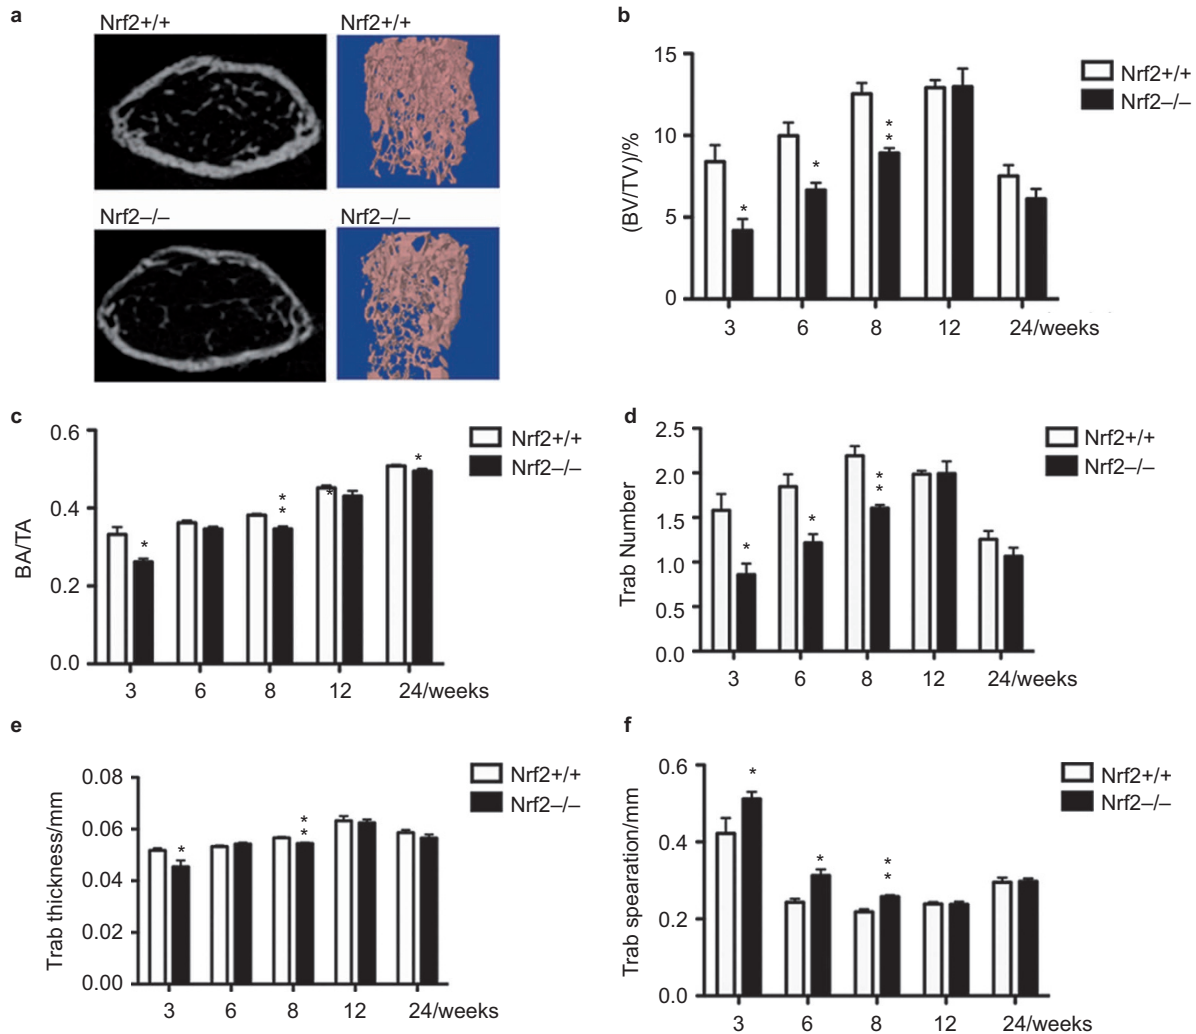 a
Nrf2+/+ Nrf2+/+
Nrf2–/– Nrf2–/–
b
(BV/TV)/%
15
10
5
0
3 6 8 12 24/weeks
Nrf2+/+
Nrf2–/–
*
*
* *
c
BA/TA
0.6
0.4
0.2
0.0
3 6 8 12 24/weeks
Nrf2+/+
Nrf2–/–
*
* *
*
*
d
Trab Number
2.5
2.0
1.5
1.0
0.5
0.0
3 6 8 12 24/weeks
Nrf2+/+
Nrf2–/–
*
*
* *
e
Trab thickness/mm
0.08
0.06
0.04
0.02
0.00
3 6 8 12 24/weeks
Nrf2+/+
Nrf2–/–
*
* *
f
Trab spearation/mm
0.6
0.4
0.2
0.0
3 6 8 12 24/weeks
Nrf2+/+
Nrf2–/–
*
*
* *